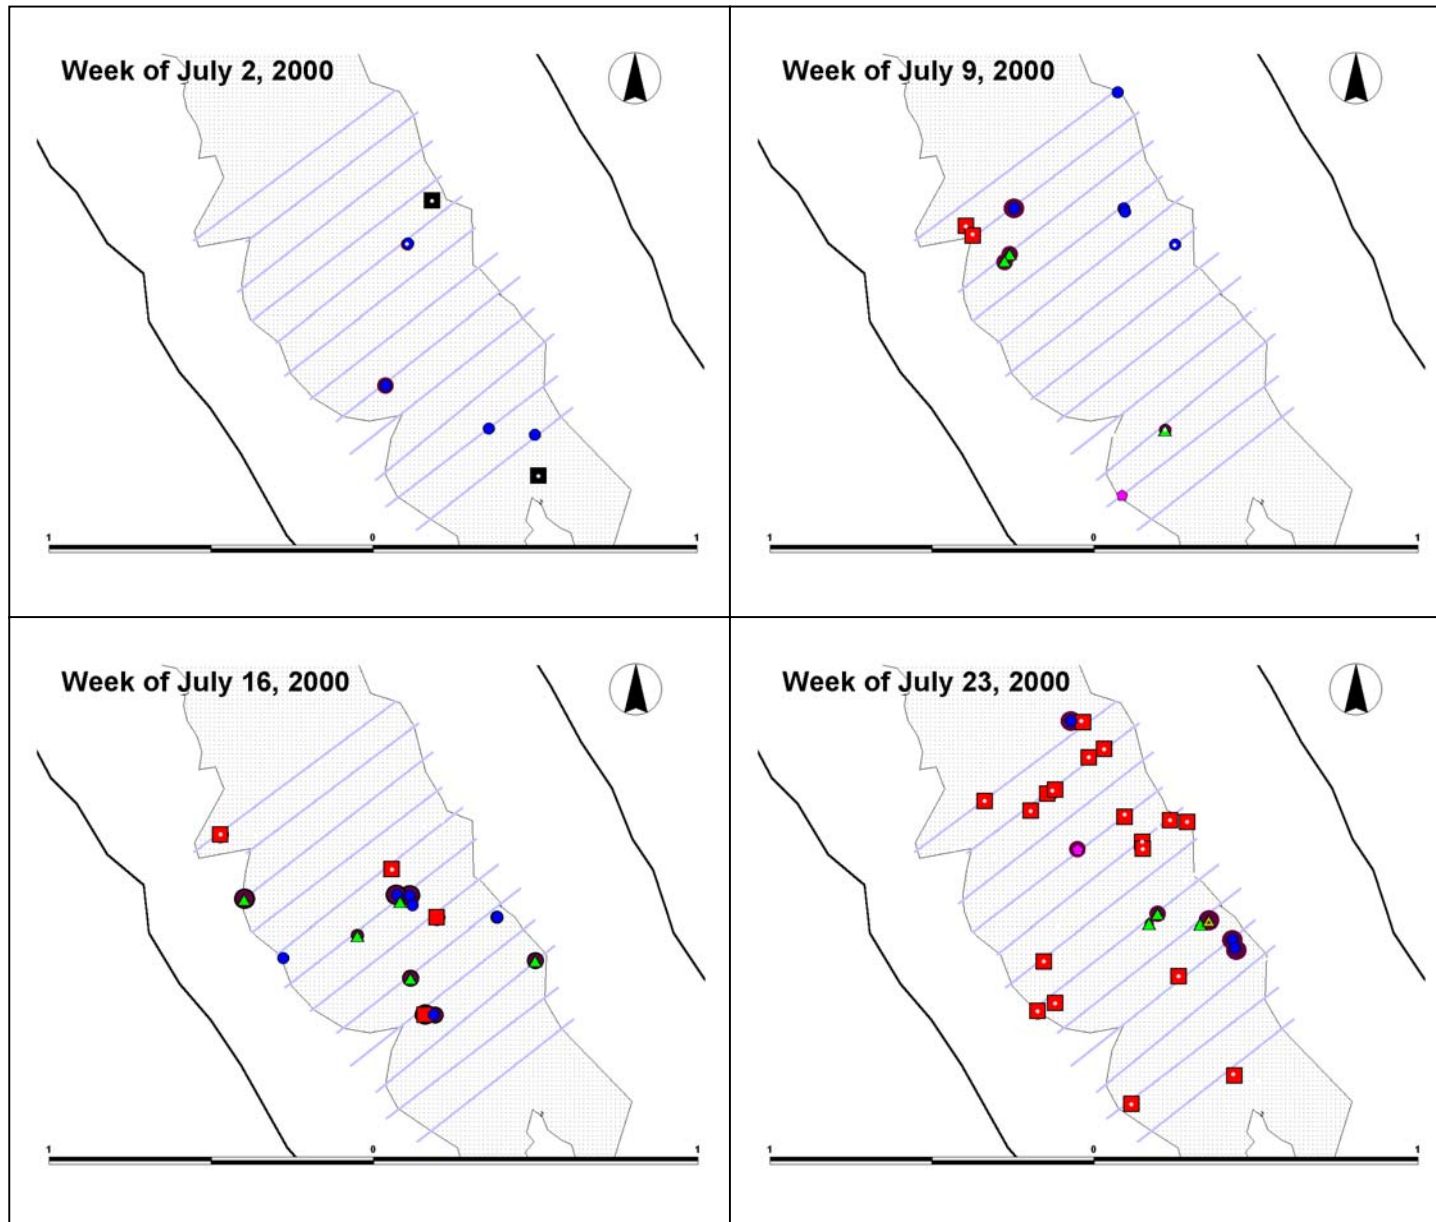 Week of July 2, 2000
1 0 1
Week of July 9, 2000
1 0 1
Week of July 16, 2000
1 0 1
Week of July 23, 2000
1 0 1